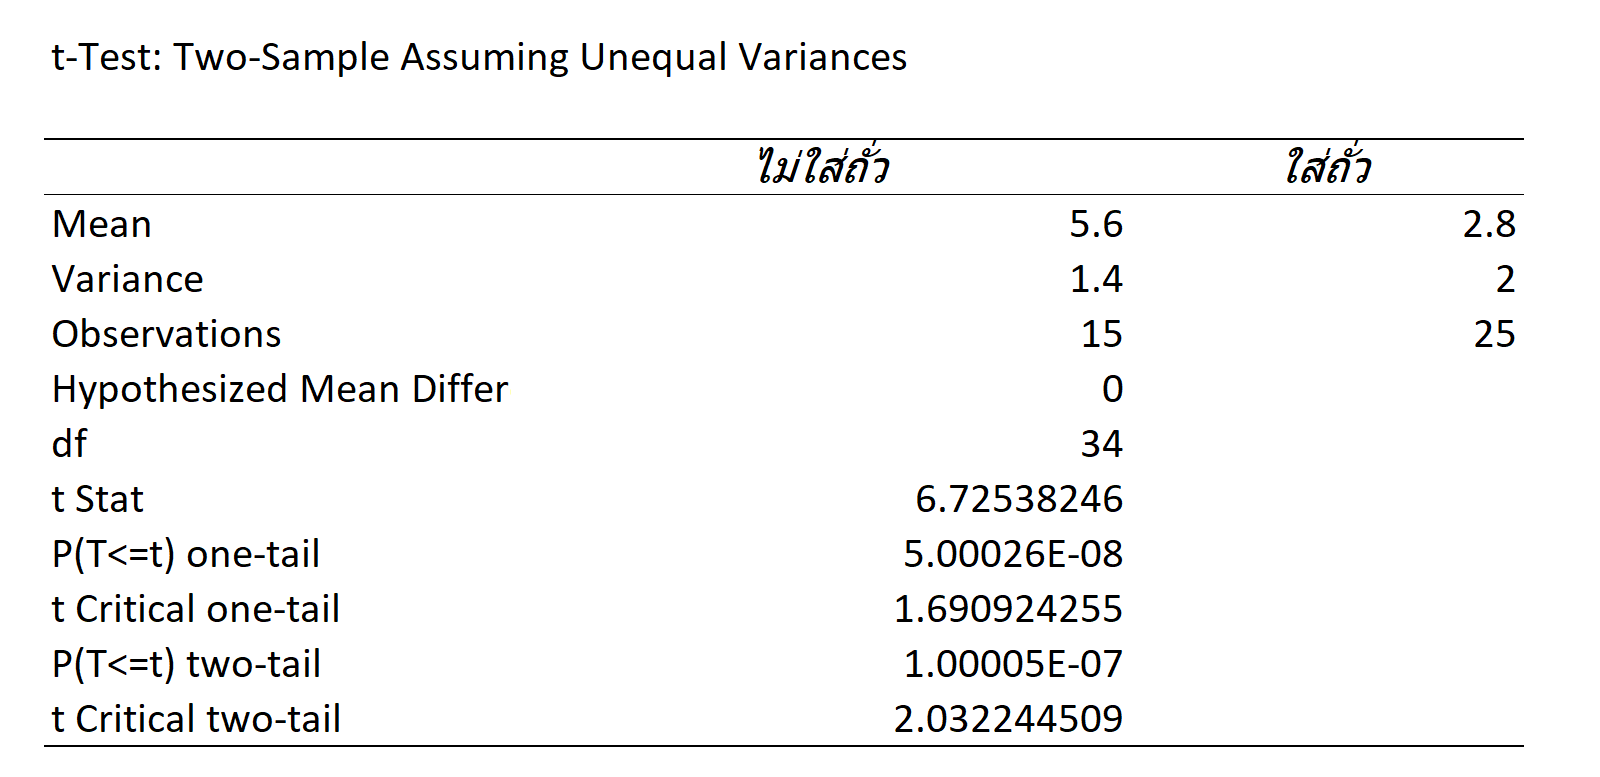 t-Test: Two-Sample Assuming Unequal Variances
ไม่ใส่ถั่ว ใส่ถั่ว
Mean 5.6 2.8
Variance 1.4 2
Observations 15 25
Hypothesized Mean Differ 0
df 34
t Stat 6.72538246
P(T<=t) one-tail 5.00026E-08
t Critical one-tail 1.690924255
P(T<=t) two-tail 1.00005E-07
t Critical two-tail 2.032244509